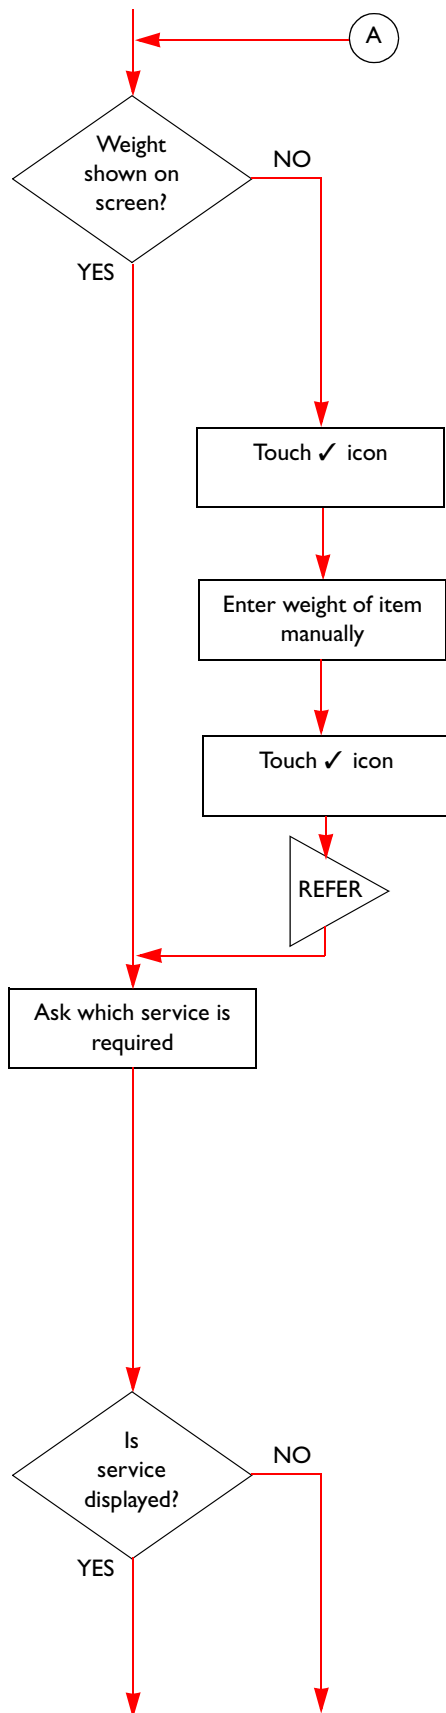 A
Weight
shown on
screen?
NO
YES
Touch ✓ icon
Enter weight of item
manually
Touch ✓ icon
REFER
Ask which service is
required
Is
service
displayed?
NO
YES